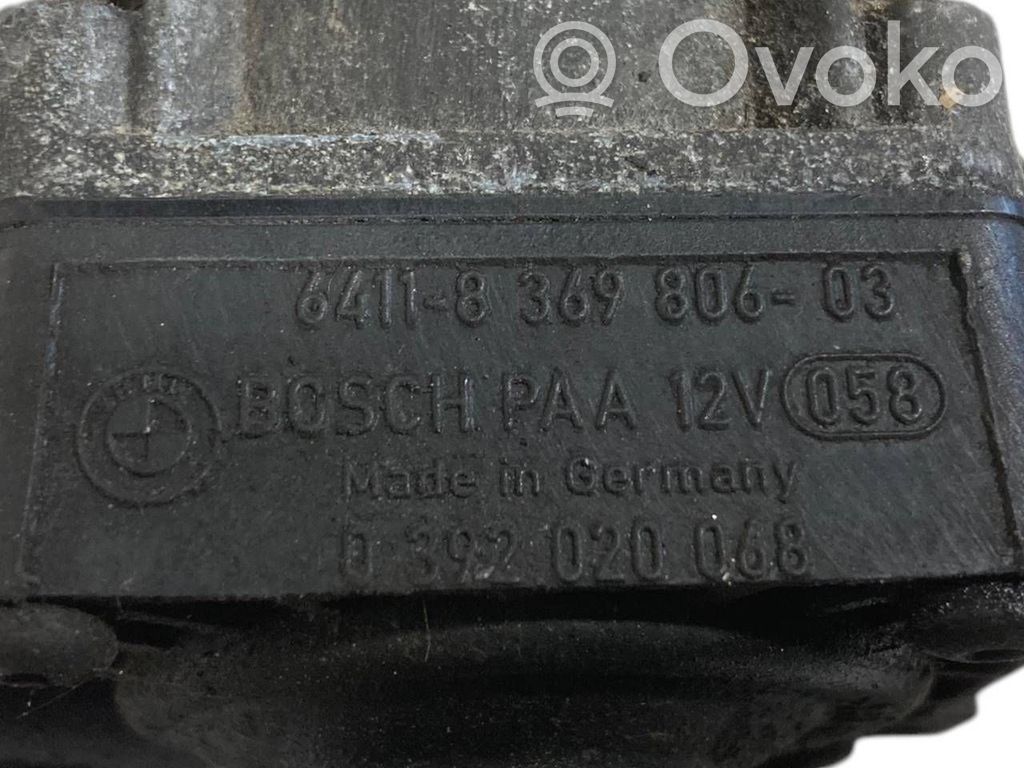 Ovoko
6411-8 369 806-03
BOSCH PAA 12V 058
Made in Germany
0 392 020 068